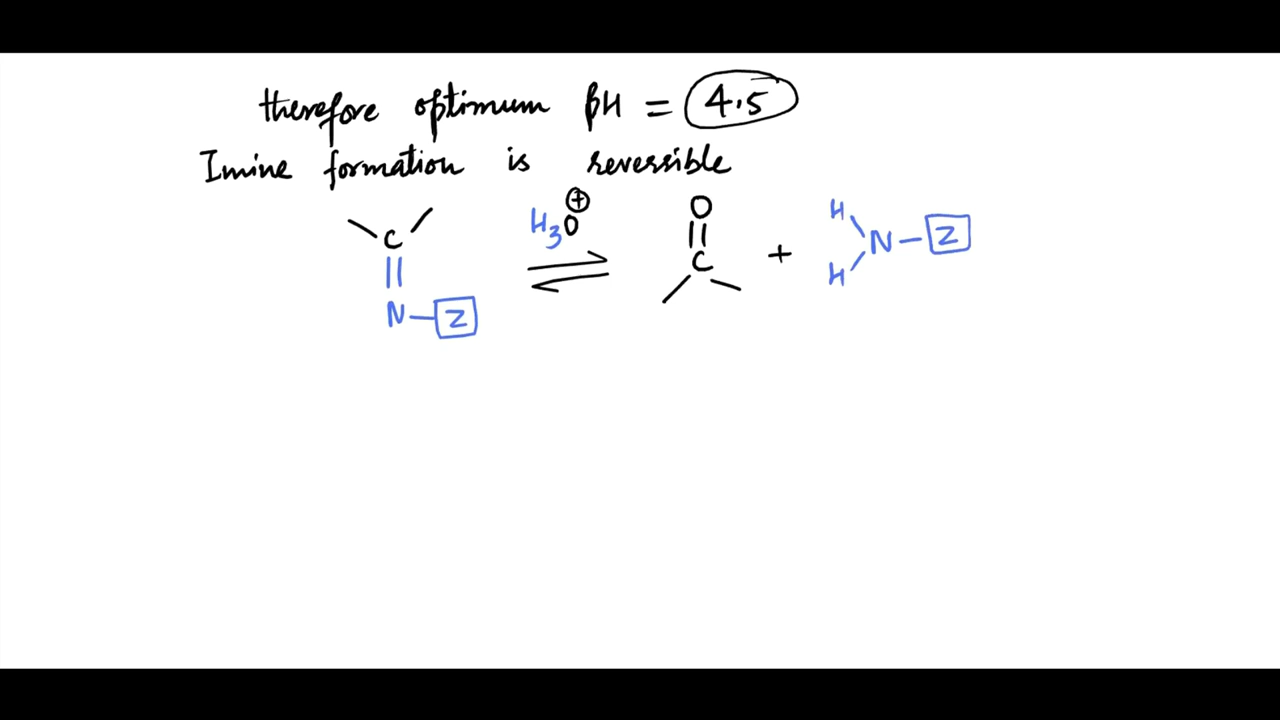 therefore optimum pH = 4.5
Imine formation is reversible
C
||
N-Z
H3O⊕
⇌
O
||
C
+
H
H
N-Z